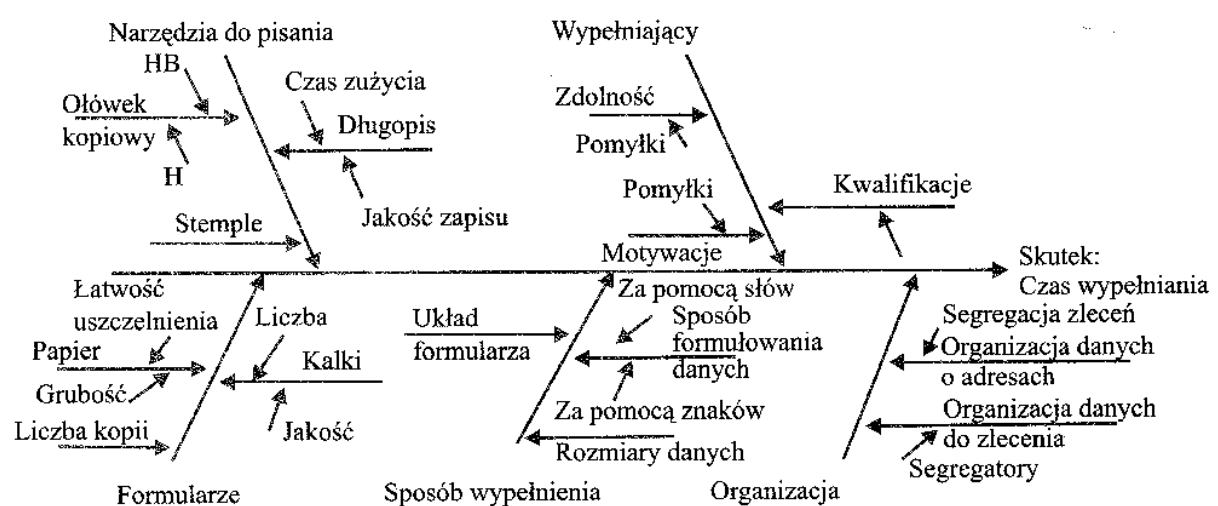 Narzędzia do pisania
Wypełniający
HB
Czas zużycia
Zdolność
Ołówek
kopiowy
Długopis
Pomyłki
H
Jakość zapisu
Pomyłki
Kwalifikacje
Stemple
Motywacje
Skutek:
Czas wypełniania
Łatwość
uszczelnienia
Liczba
Za pomocą słów
Układ
formularza
Sposób
formułowania
danych
Segregacja zleceń
Organizacja danych
o adresach
Papier
Kalki
Grubość
Liczba kopii
Jakość
Za pomocą znaków
Rozmiary danych
Organizacja danych
do zlecenia
Segregatory
Formularze
Sposób wypełnienia
Organizacja